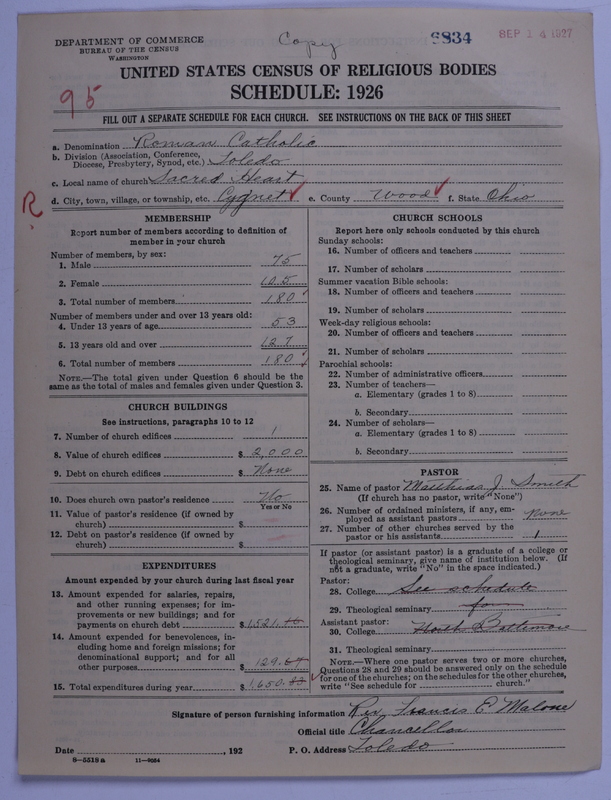 DEPARTMENT OF COMMERCE
BUREAU OF THE CENSUS
WASHINGTON
Copy
9834
SEP 14 1927
UNITED STATES CENSUS OF RELIGIOUS BODIES
SCHEDULE: 1926
95
FILL OUT A SEPARATE SCHEDULE FOR EACH CHURCH. SEE INSTRUCTIONS ON THE BACK OF THIS SHEET
a. Denomination Roman Catholic
b. Division (Association, Conference, Diocese, Presbytery, Synod, etc.) Toledo
c. Local name of church Sacred Heart
R
d. City, town, village, or township, etc. Cygnet e. County Wood f. State Ohio
MEMBERSHIP
Report number of members according to definition of
member in your church
Number of members, by sex:
1. Male 75
2. Female 105
3. Total number of members 180
Number of members under and over 13 years old:
4. Under 13 years of age 53
5. 13 years old and over 127
6. Total number of members 180
NOTE.—The total given under Question 6 should be
same as the total of males and females given under Question 3.
CHURCH BUILDINGS
See instructions, paragraphs 10 to 12
7. Number of church edifices 1
8. Value of church edifices $ 2,000
9. Debt on church edifices $ None
10. Does church own pastor's residence No
Yes or No
11. Value of pastor's residence (if owned by
church) $ —
12. Debt on pastor's residence (if owned by
church) $ —
EXPENDITURES
Amount expended by your church during last fiscal year
13. Amount expended for salaries, repairs,
and other running expenses; for im-
provements or new buildings; and for
payments on church debt $ 1,521.
14. Amount expended for benevolences, in-
cluding home and foreign missions; for
denominational support; and for all
other purposes $ 129.
15. Total expenditures during year $ 1,650.
CHURCH SCHOOLS
Report here only schools conducted by this church
Sunday schools:
16. Number of officers and teachers
17. Number of scholars
Summer vacation Bible schools:
18. Number of officers and teachers
19. Number of scholars
Week-day religious schools:
20. Number of officers and teachers
21. Number of scholars
Parochial schools:
22. Number of administrative officers
23. Number of teachers—
a. Elementary (grades 1 to 8)
b. Secondary
24. Number of scholars—
a. Elementary (grades 1 to 8)
b. Secondary
PASTOR
25. Name of pastor Matthias J. Smith
(If church has no pastor, write "None")
26. Number of ordained ministers, if any, em-
ployed as assistant pastors None
27. Number of other churches served by the
pastor or his assistants 1
If pastor (or assistant pastor) is a graduate of a college or
theological seminary, give name of institution below. (If
not a graduate, write "No" in the space indicated.)
Pastor:
28. College See schedule
29. Theological seminary for
Assistant pastor:
30. College North Baltimore
31. Theological seminary
NOTE.—Where one pastor serves two or more churches,
Questions 28 and 29 should be answered only on the schedule
for one of the churches; on the schedules for the other churches,
write "See schedule for church."
Signature of person furnishing information Rev. Francis E Malone
Official title Chancellor
Date , 192 P. O. Address Toledo
8—5518 a 11—9054